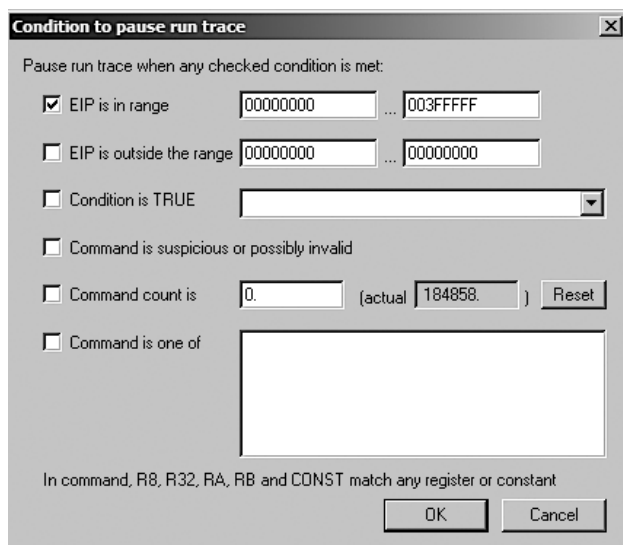 Condition to pause run trace
Pause run trace when any checked condition is met:
EIP is in range 00000000 ... 003FFFFF
EIP is outside the range 00000000 ... 00000000
Condition is TRUE
Command is suspicious or possibly invalid
Command count is 0. (actual 184858. ) Reset
Command is one of
In command, R8, R32, RA, RB and CONST match any register or constant
OK Cancel